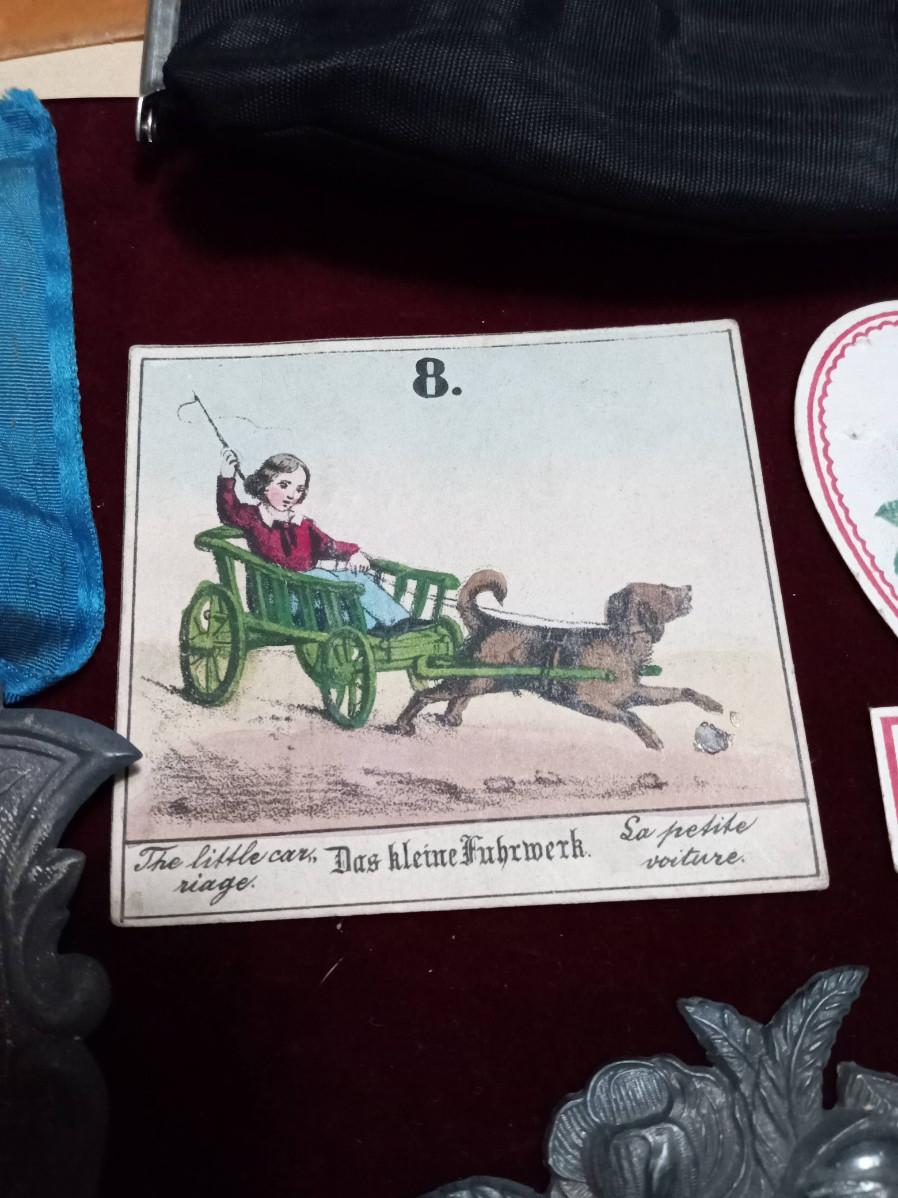 8.
The little car„
riage.
Das kleine Fuhrwerk.
La petite
voiture.